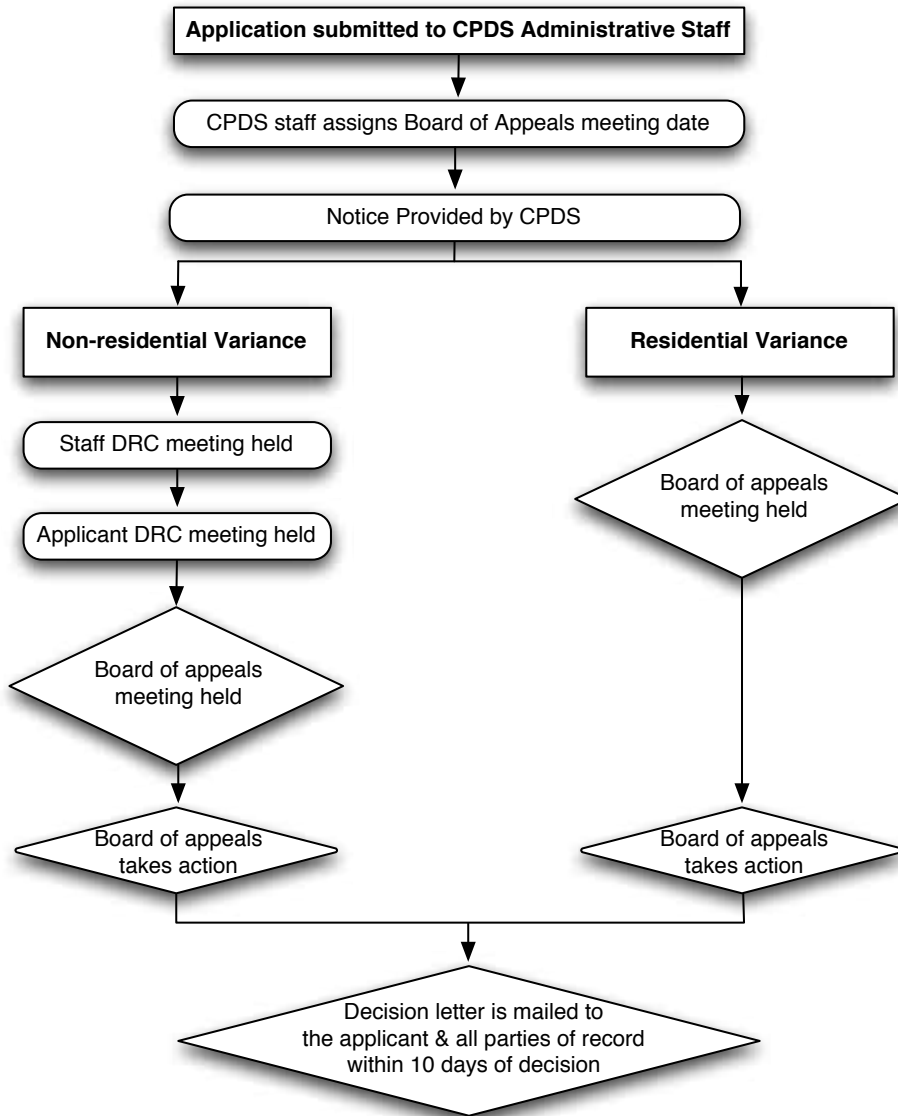 Application submitted to CPDS Administrative Staff
CPDS staff assigns Board of Appeals meeting date
Notice Provided by CPDS
Non-residential Variance
Staff DRC meeting held
Applicant DRC meeting held
Board of appeals
meeting held
Board of appeals
takes action
Residential Variance
Board of appeals
meeting held
Board of appeals
takes action
Decision letter is mailed to
the applicant & all parties of record
within 10 days of decision